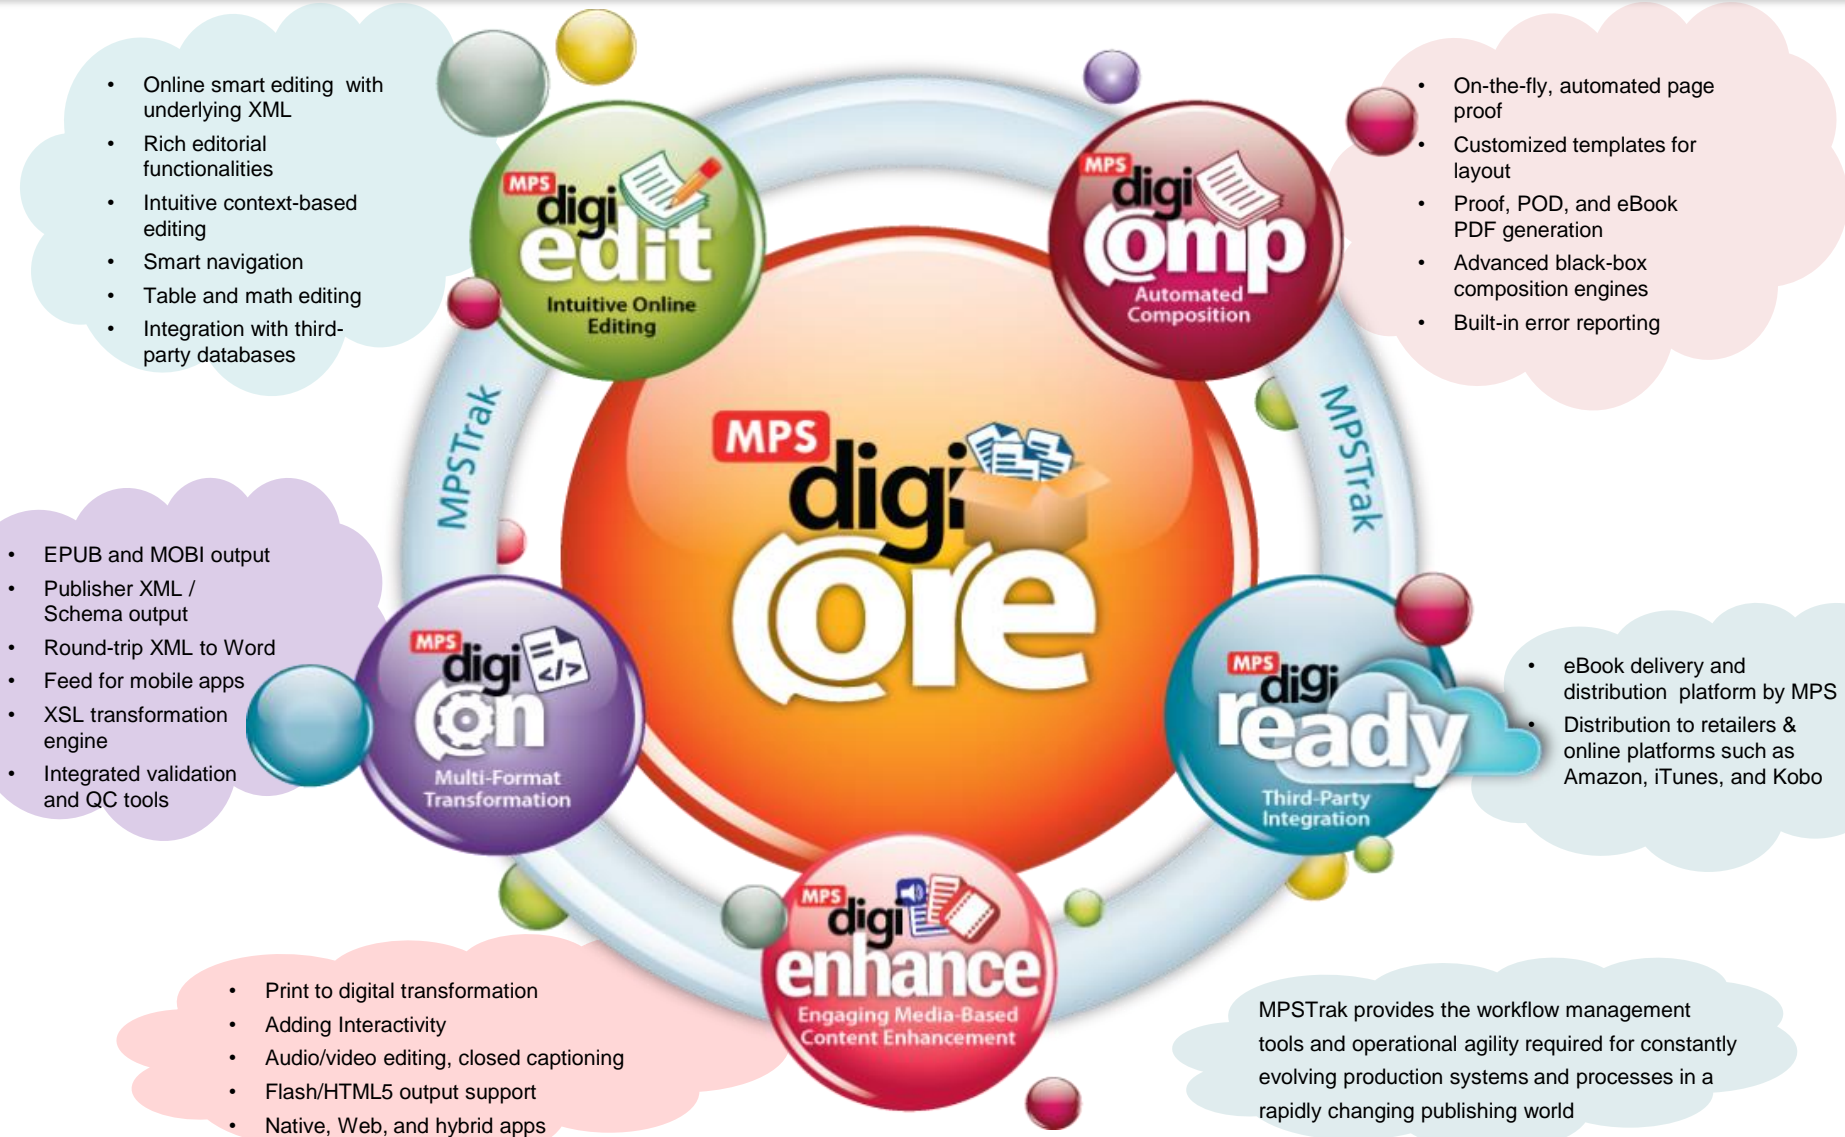 • Online smart editing with
underlying XML
• Rich editorial
functionalities
• Intuitive context-based
editing
• Smart navigation
• Table and math editing
• Integration with third-
party databases
MPS
digi
edit
Intuitive Online
Editing
MPS
digi
comp
Automated
Composition
• On-the-fly, automated page
proof
• Customized templates for
layout
• Proof, POD, and eBook
PDF generation
• Advanced black-box
composition engines
• Built-in error reporting
MPSTrak
MPS
digi
core
MPSTrak
• EPUB and MOBI output
• Publisher XML /
Schema output
• Round-trip XML to Word
• Feed for mobile apps
• XSL transformation
engine
• Integrated validation
and QC tools
MPS
digi
</>
con
Multi-Format
Transformation
MPS
digi
ready
Third-Party
Integration
• eBook delivery and
distribution platform by MPS
• Distribution to retailers &
online platforms such as
Amazon, iTunes, and Kobo
MPS
digi
enhance
Engaging Media-Based
Content Enhancement
• Print to digital transformation
• Adding Interactivity
• Audio/video editing, closed captioning
• Flash/HTML5 output support
• Native, Web, and hybrid apps
MPSTrak provides the workflow management
tools and operational agility required for constantly
evolving production systems and processes in a
rapidly changing publishing world